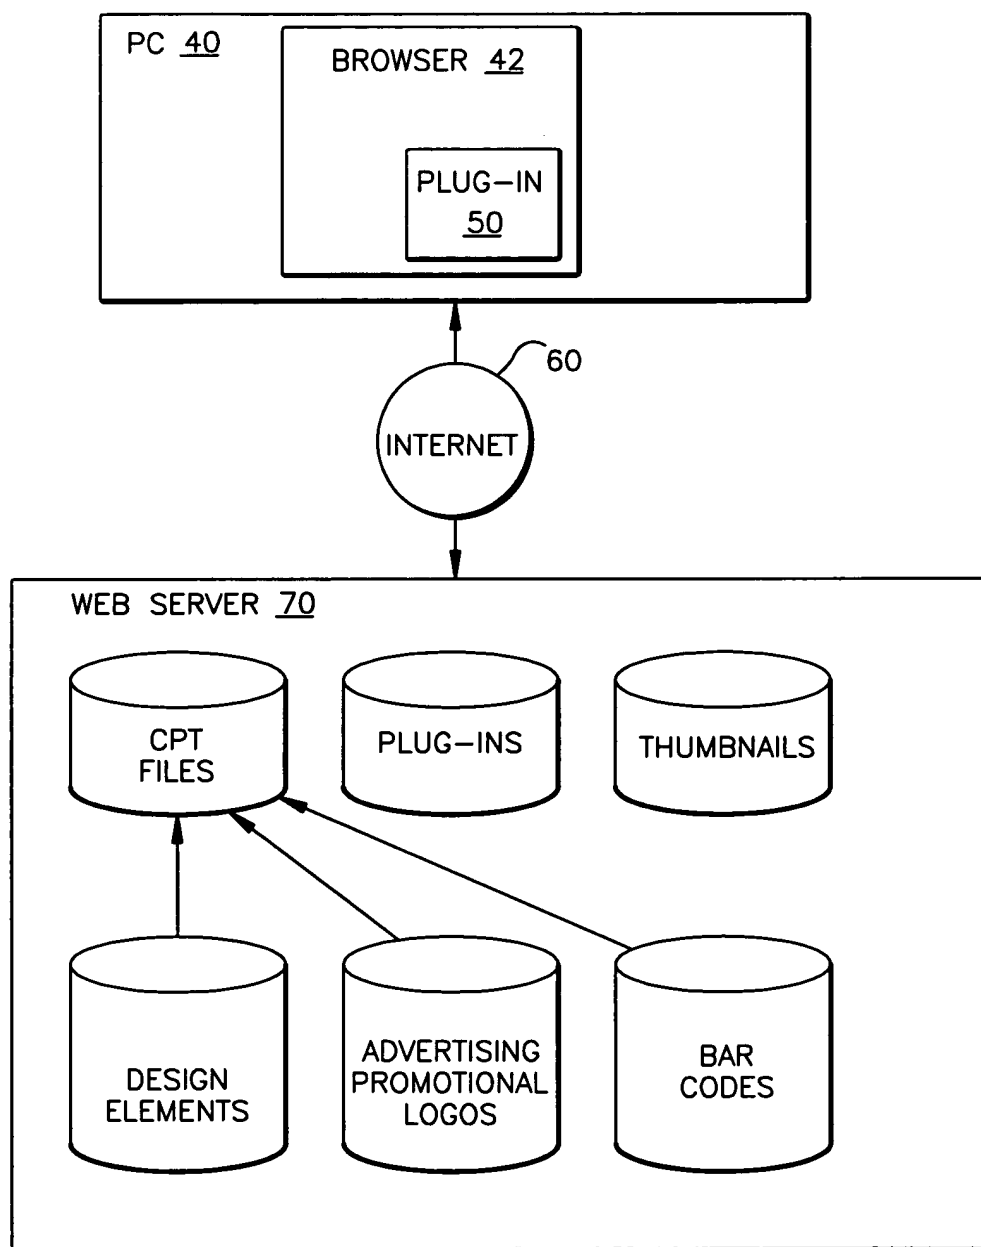 PC 40
BROWSER 42
PLUG-IN
50
60
INTERNET
WEB SERVER 70
CPT
FILES
PLUG-INS
THUMBNAILS
DESIGN
ELEMENTS
ADVERTISING
PROMOTIONAL
LOGOS
BAR
CODES